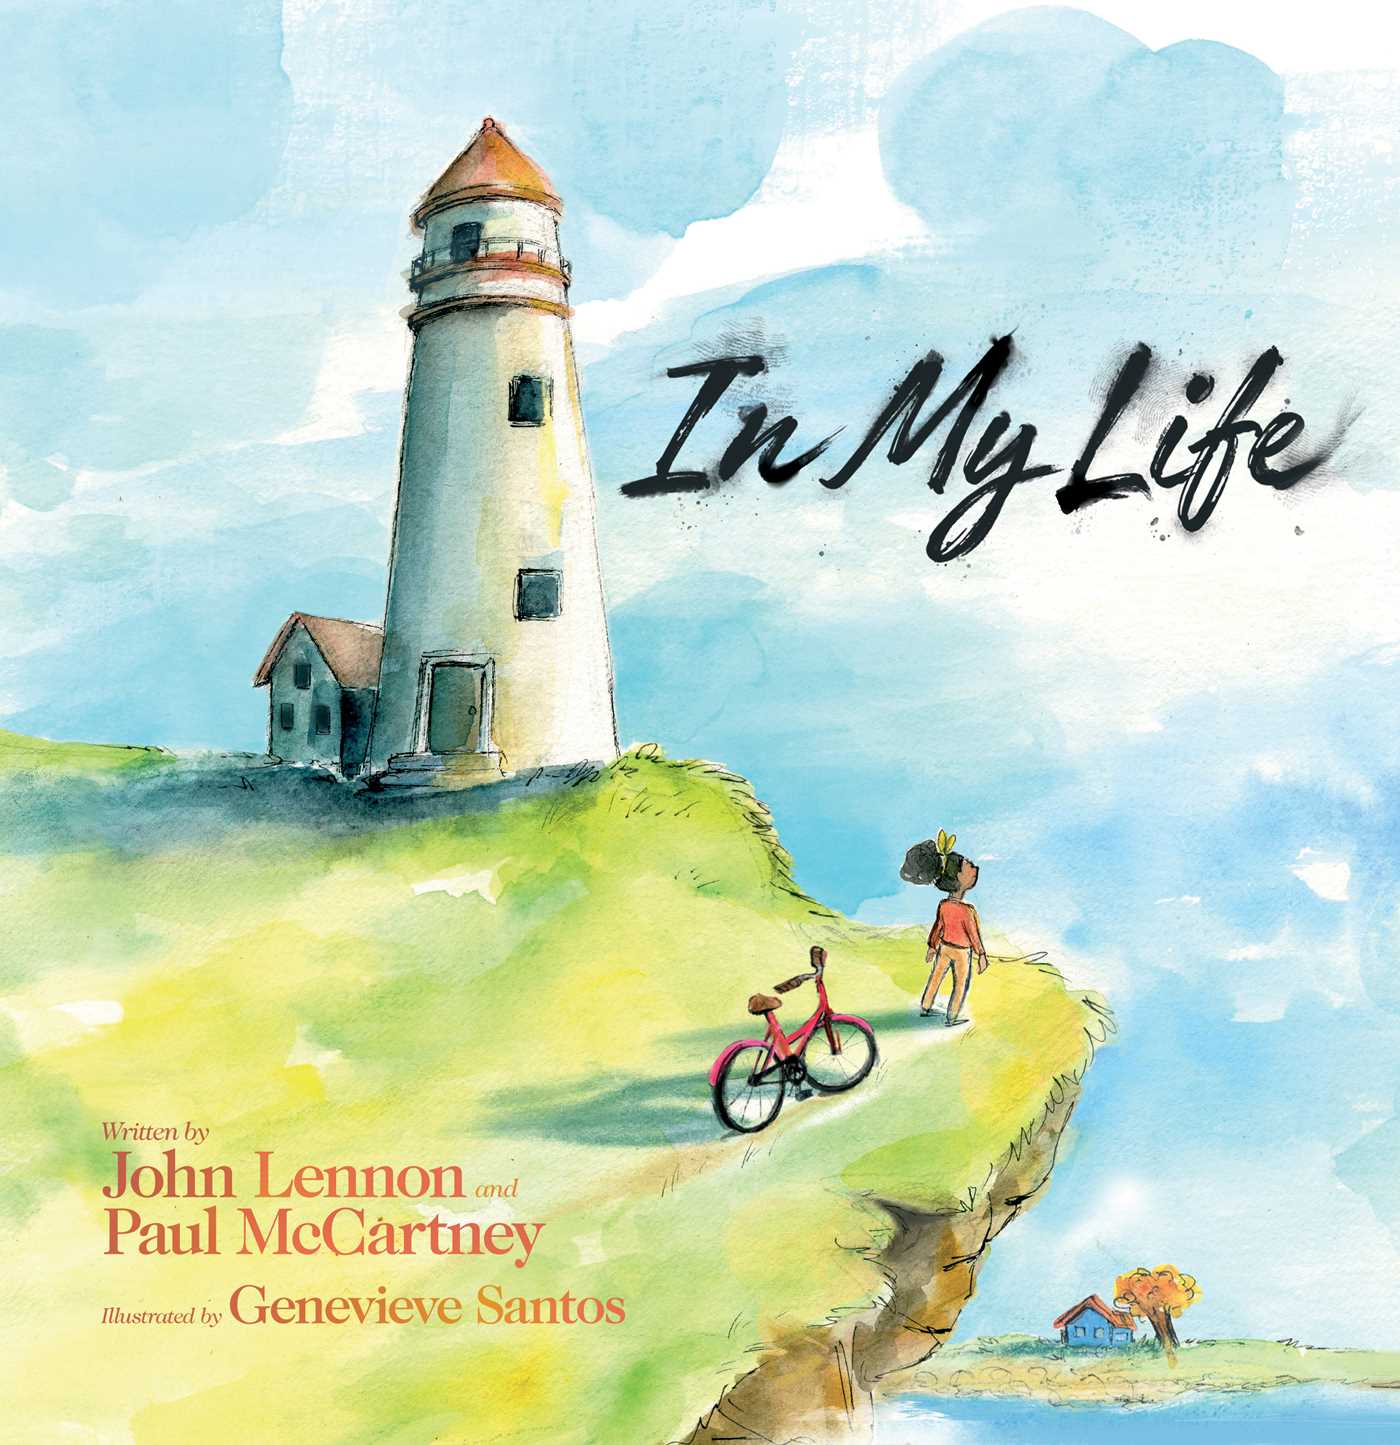 In My Life
Written by
John Lennon and
Paul McCartney
Illustrated by Genevieve Santos